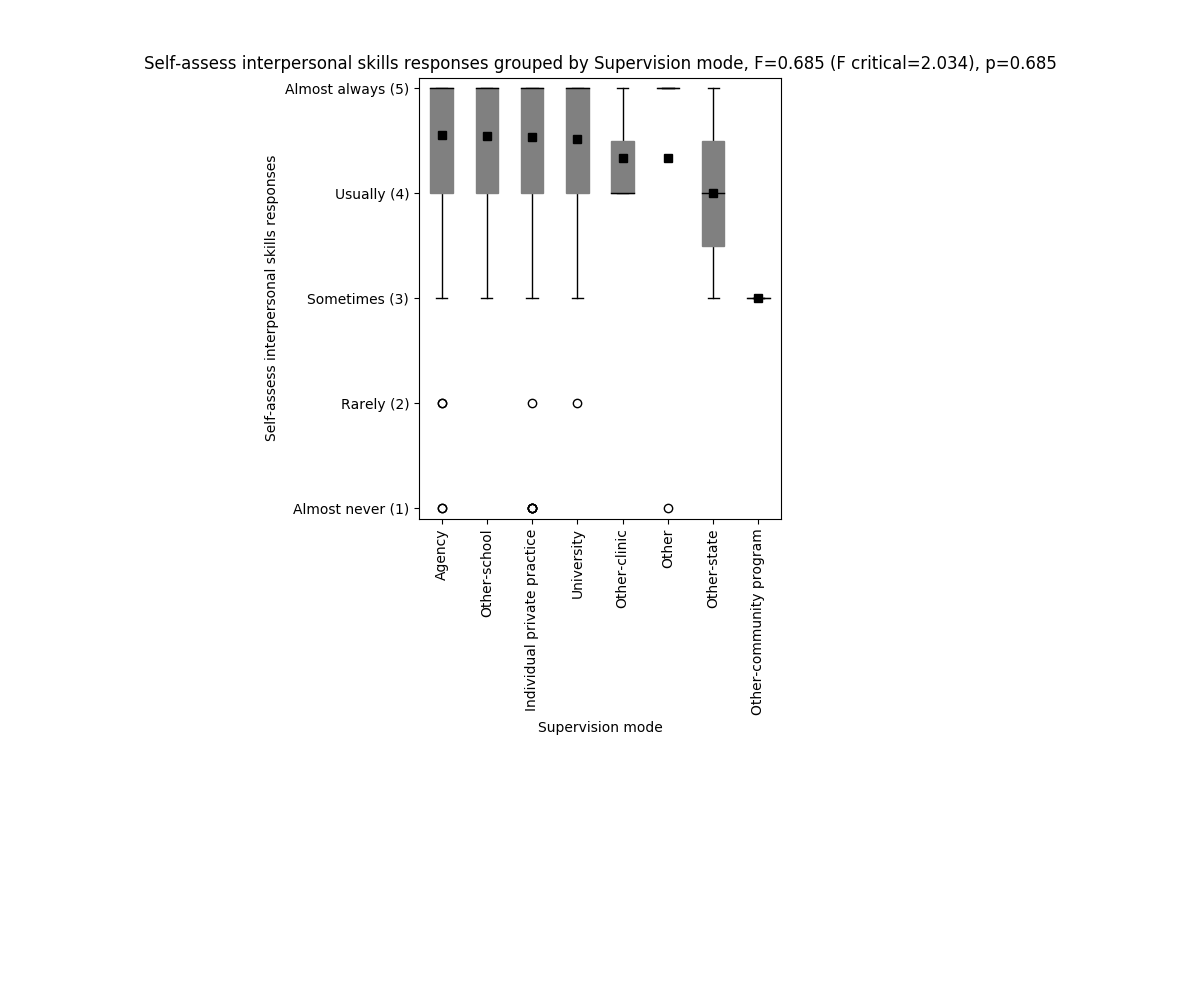 Self-assess interpersonal skills responses grouped by Supervision mode, F=0.685 (F critical=2.034), p=0.685
Self-assess interpersonal skills responses
Almost always (5)
Usually (4)
Sometimes (3)
Rarely (2)
Almost never (1)
Agency
Other-school
Individual private practice
University
Other-clinic
Other
Other-state
Other-community program
Supervision mode